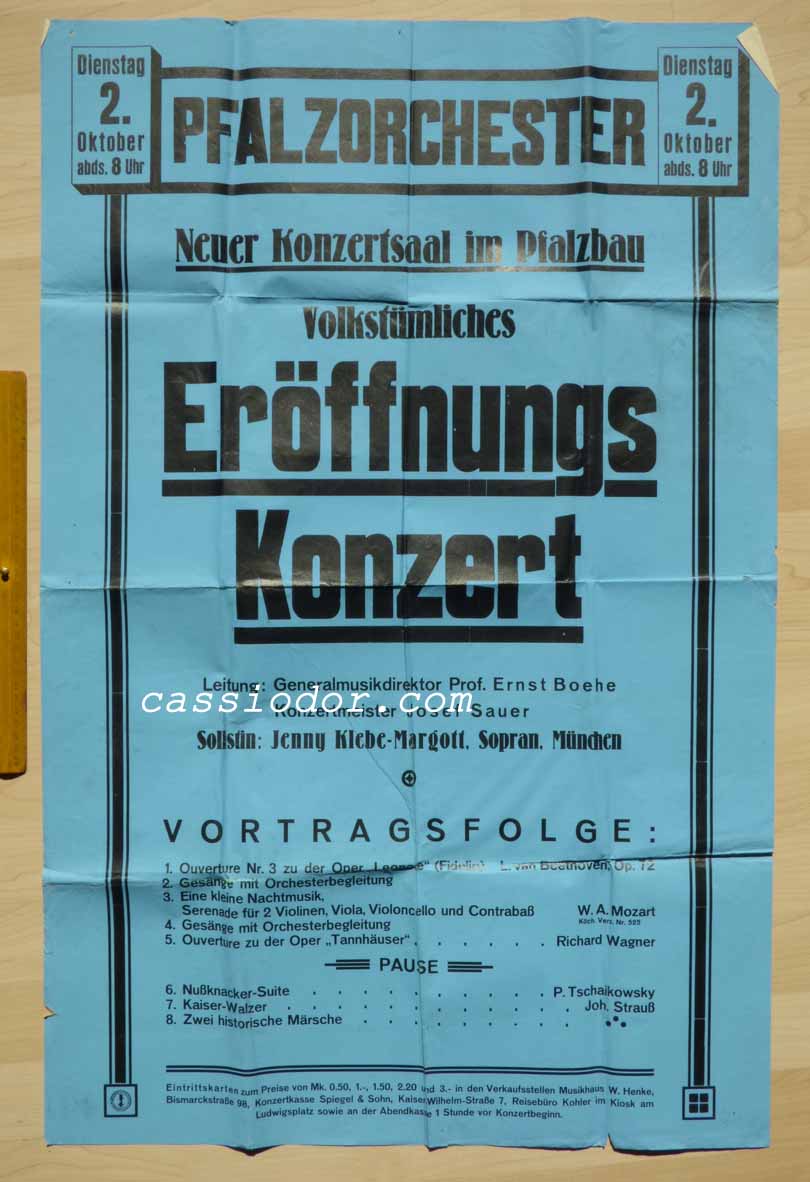 Dienstag
2.
Oktober
abds. 8 Uhr
PFALZORCHESTER
Dienstag
2.
Oktober
abds. 8 Uhr
Neuer Konzertsaal im Pfalzbau
Volkstümliches
Eröffnungs
Konzert
Leitung: Generalmusikdirektor Prof. Ernst Boehe
cassiodor.com
Konzertmeister Josef Sauer
Solistin: Jenny Klebe-Margott, Sopran, München
VORTRAGSFOLGE:
1. Ouverture Nr. 3 zu der Oper „Leonore“ (Fidelio) L. van Beethoven, Op. 72
2. Gesänge mit Orchesterbegleitung
3. Eine kleine Nachtmusik,
Serenade für 2 Violinen, Viola, Violoncello und Contrabaß W. A. Mozart
Köch. Verz. Nr. 525
4. Gesänge mit Orchesterbegleitung
5. Ouverture zu der Oper „Tannhäuser“ . . . . . . Richard Wagner
PAUSE
6. Nußknacker-Suite . . . . . . . . . . P. Tschaikowsky
7. Kaiser-Walzer . . . . . . . . . . . Joh. Strauß
8. Zwei historische Märsche . . . . . . . .
Eintrittskarten zum Preise von Mk. 0.50, 1.-, 1.50, 2.20 und 3.- in den Verkaufsstellen Musikhaus W. Henke,
Bismarckstraße 98, Konzertkasse Spiegel & Sohn, Kaiser-Wilhelm-Straße 7, Reisebüro Kohler im Kiosk am
Ludwigsplatz sowie an der Abendkasse 1 Stunde vor Konzertbeginn.